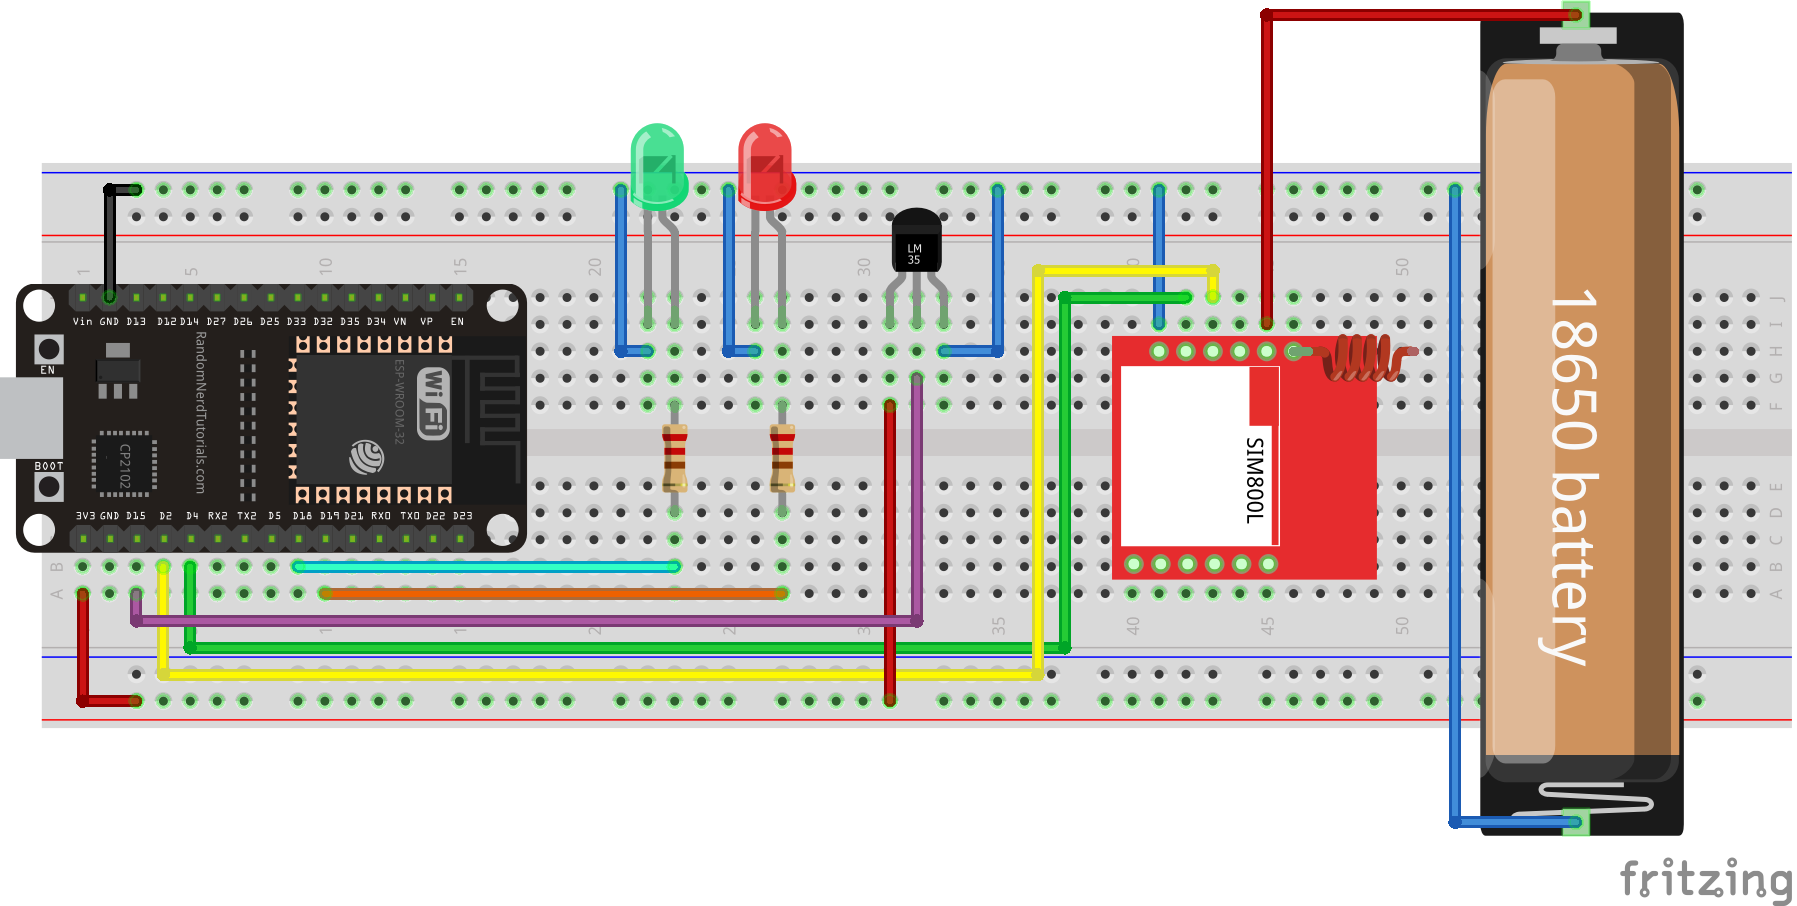 1
5
10
15
20
30
50
J
I
H
G
F
LM
35
Vin GND D13 D12 D14 D27 D26 D25 D33 D32 D35 D34 VN VP EN
EN
RandomNerdTutorials.com
ESP-WROOM-32
WiFi
CP2102
BOOT
3V3 GND D15 D2 D4 RX2 TX2 D5 D18 D19 D21 RX0 TX0 D22 D23
SIM800L
18650 battery
E
D
C
B
A
B
A
35
40
45
50
fritzing